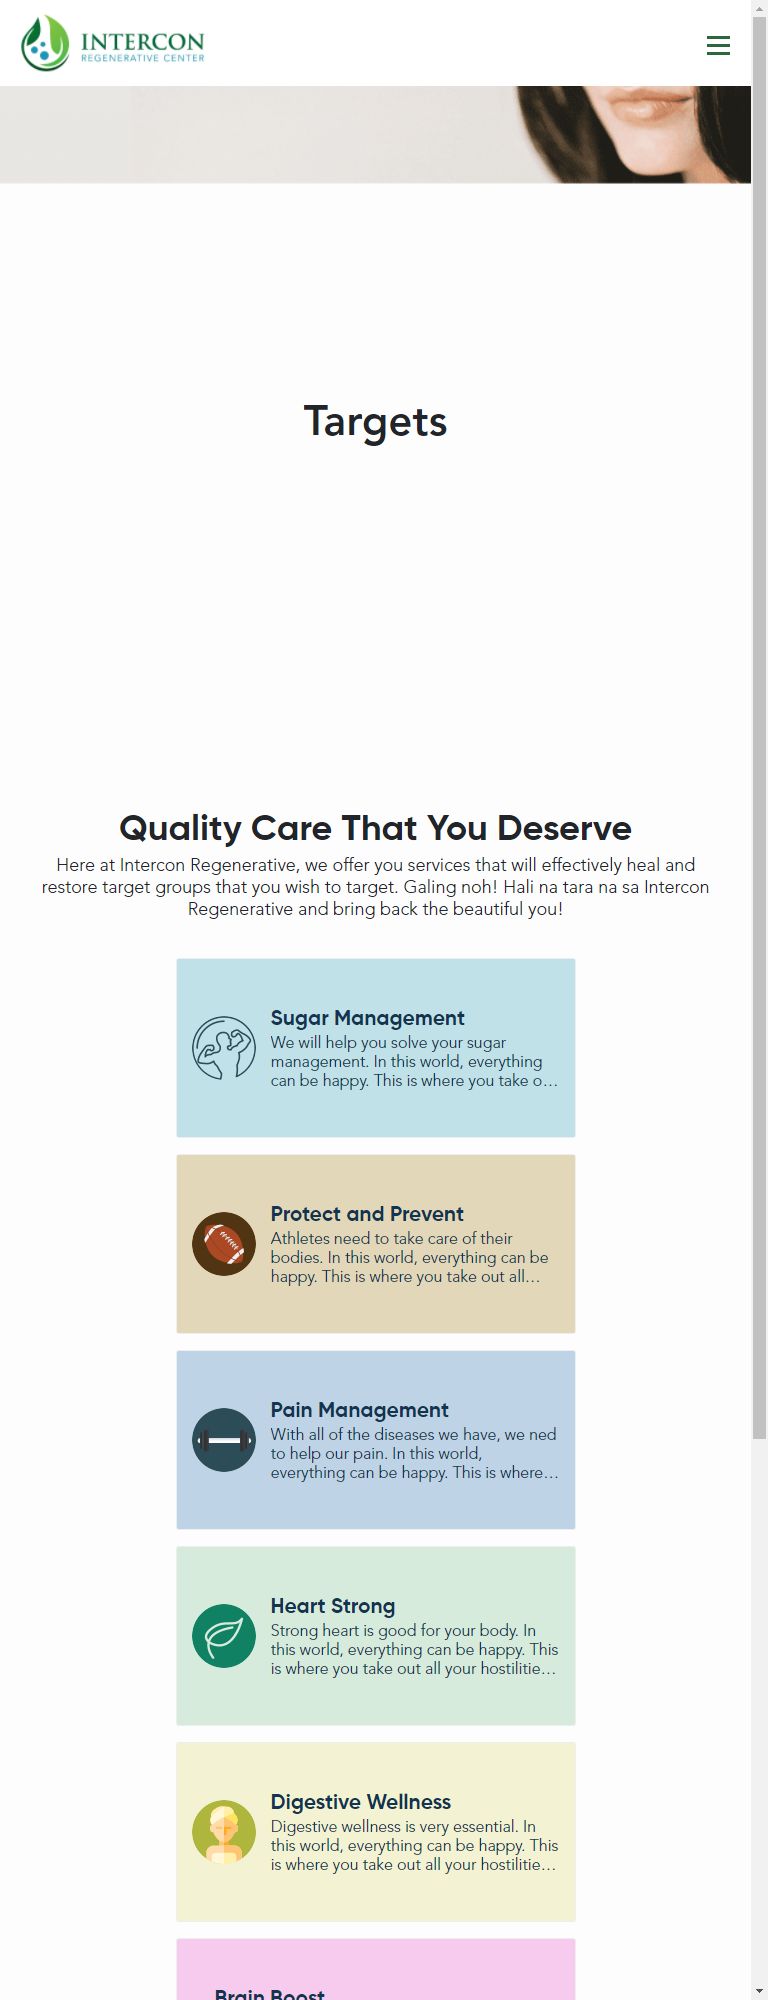 INTERCON
REGENERATIVE CENTER
Targets
Quality Care That You Deserve
Here at Intercon Regenerative, we offer you services that will effectively heal and
restore target groups that you wish to target. Galing noh! Hali na tara na sa Intercon
Regenerative and bring back the beautiful you!
Sugar Management
We will help you solve your sugar
management. In this world, everything
can be happy. This is where you take o…
Protect and Prevent
Athletes need to take care of their
bodies. In this world, everything can be
happy. This is where you take out all…
Pain Management
With all of the diseases we have, we ned
to help our pain. In this world,
everything can be happy. This is where…
Heart Strong
Strong heart is good for your body. In
this world, everything can be happy. This
is where you take out all your hostilitie…
Digestive Wellness
Digestive wellness is very essential. In
this world, everything can be happy. This
is where you take out all your hostilitie…
Brain Boost